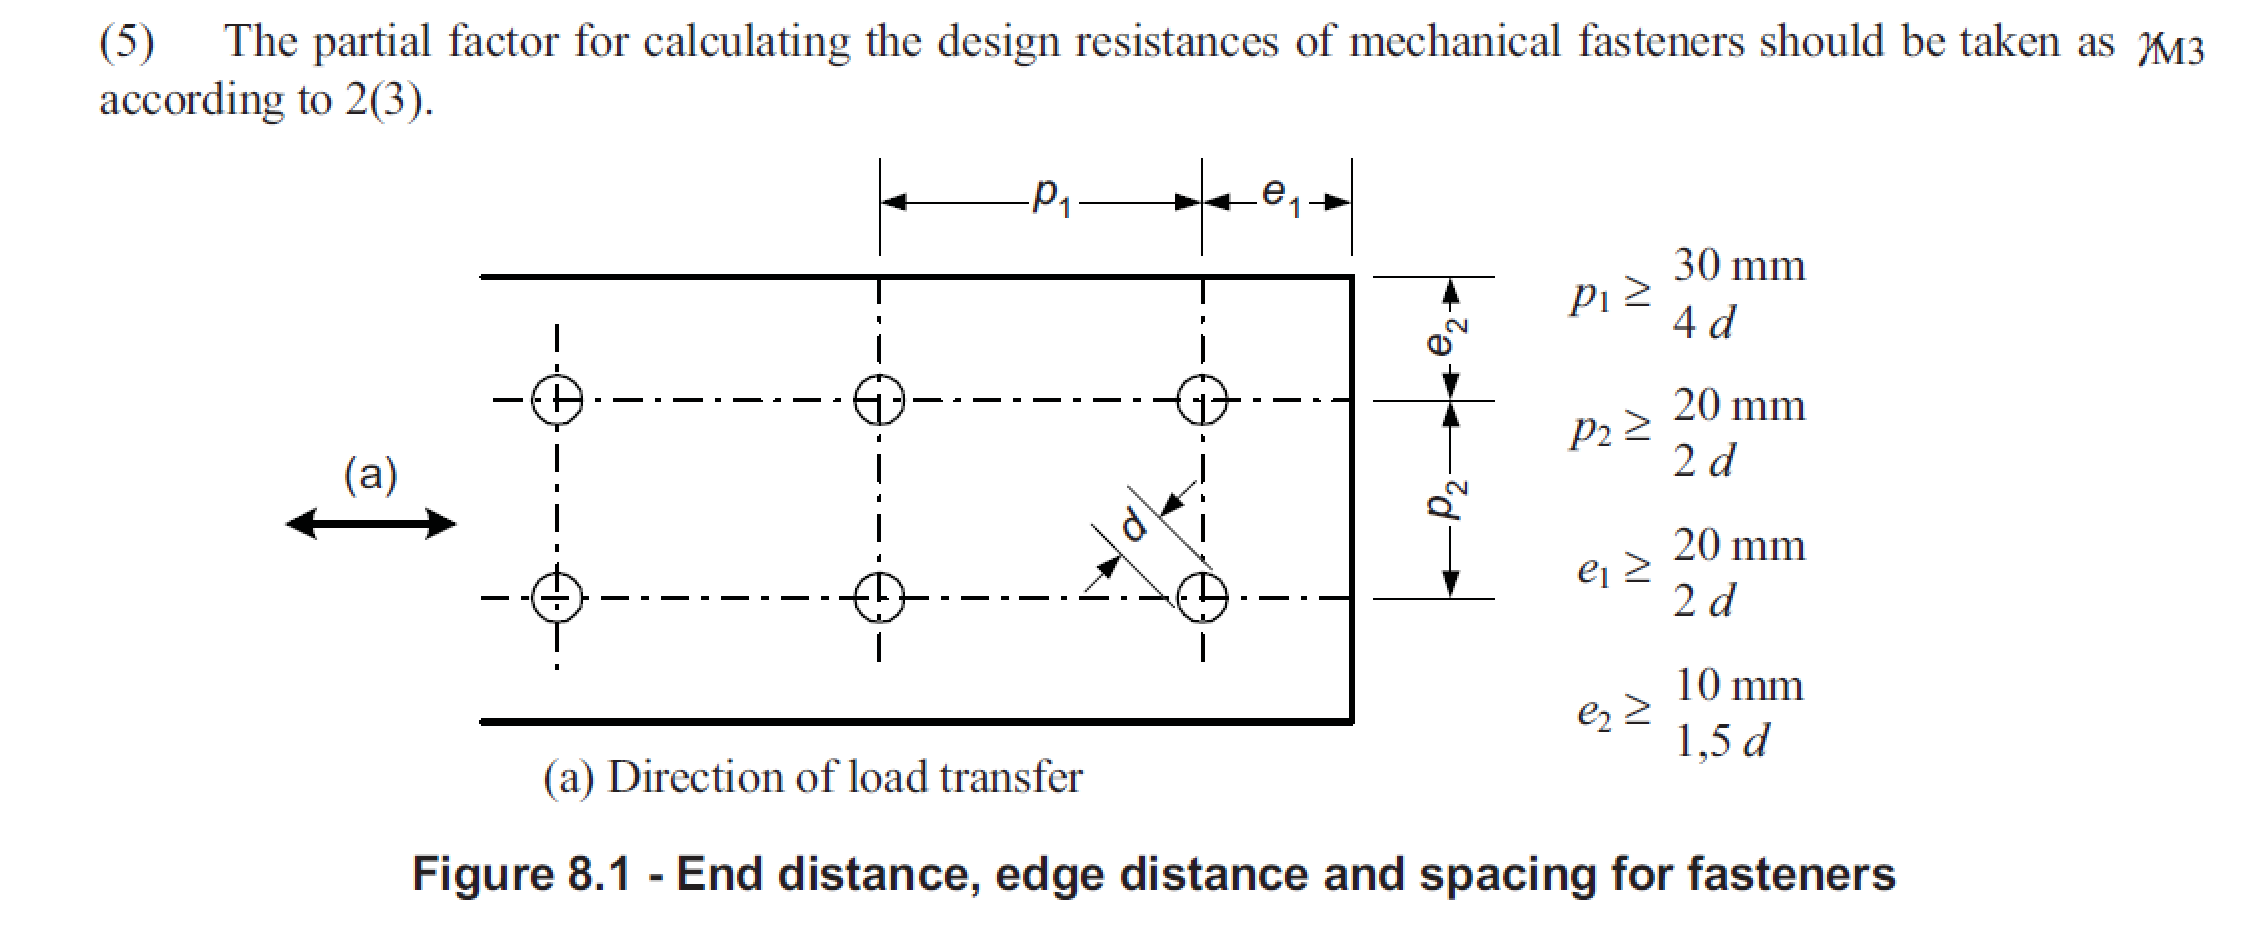 (5) The partial factor for calculating the design resistances of mechanical fasteners should be taken as γM3
according to 2(3).
p1
e1
30 mm
p1 ≥
4 d
e2
20 mm
p2 ≥
2 d
(a)
p2
d
20 mm
e1 ≥
2 d
10 mm
e2 ≥
1,5 d
(a) Direction of load transfer
Figure 8.1 - End distance, edge distance and spacing for fasteners